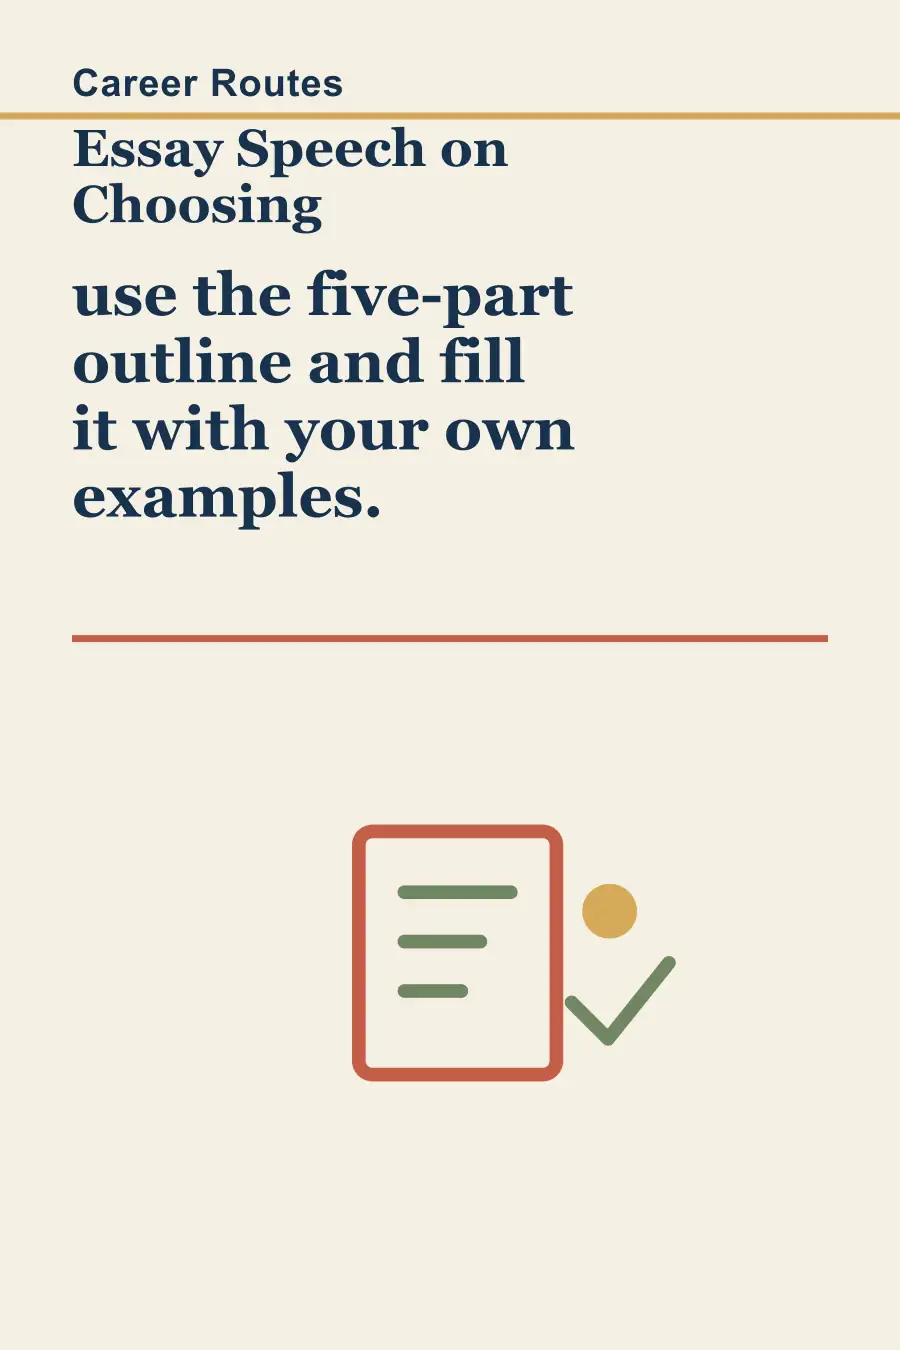 Career Routes
Essay Speech on
Choosing
use the five-part
outline and fill
it with your own
examples.